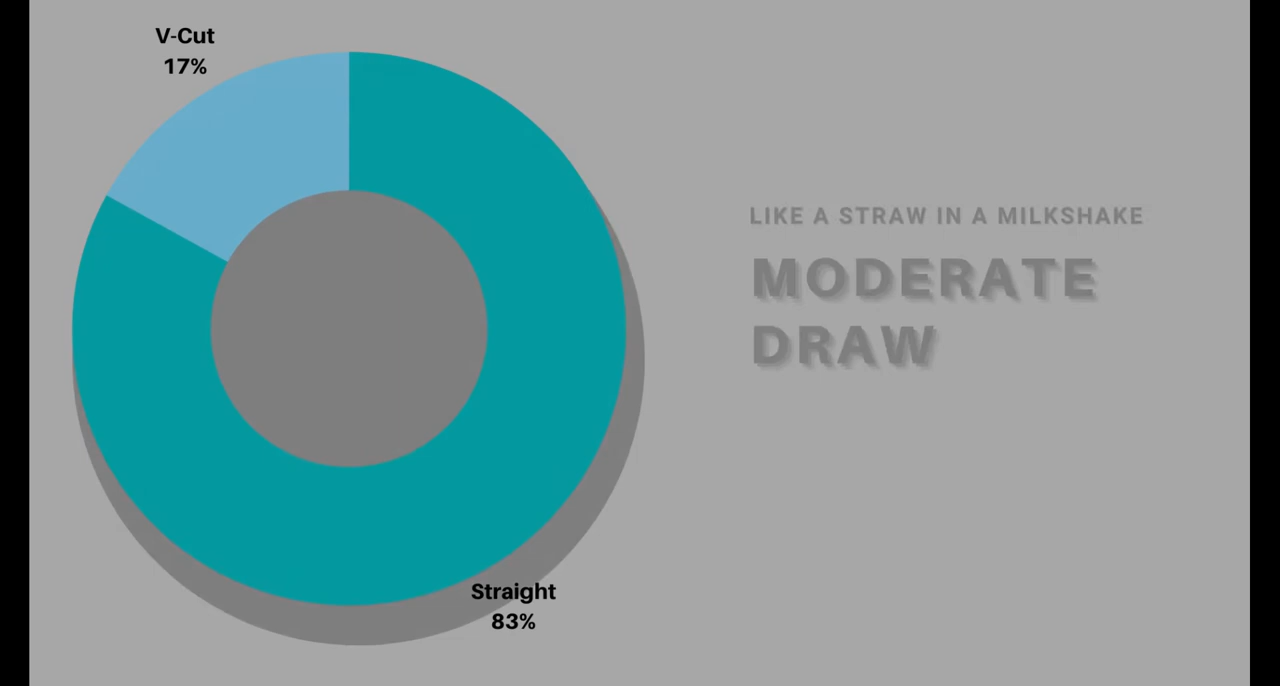 V-Cut
17%
LIKE A STRAW IN A MILKSHAKE
MODERATE
DRAW
Straight
83%